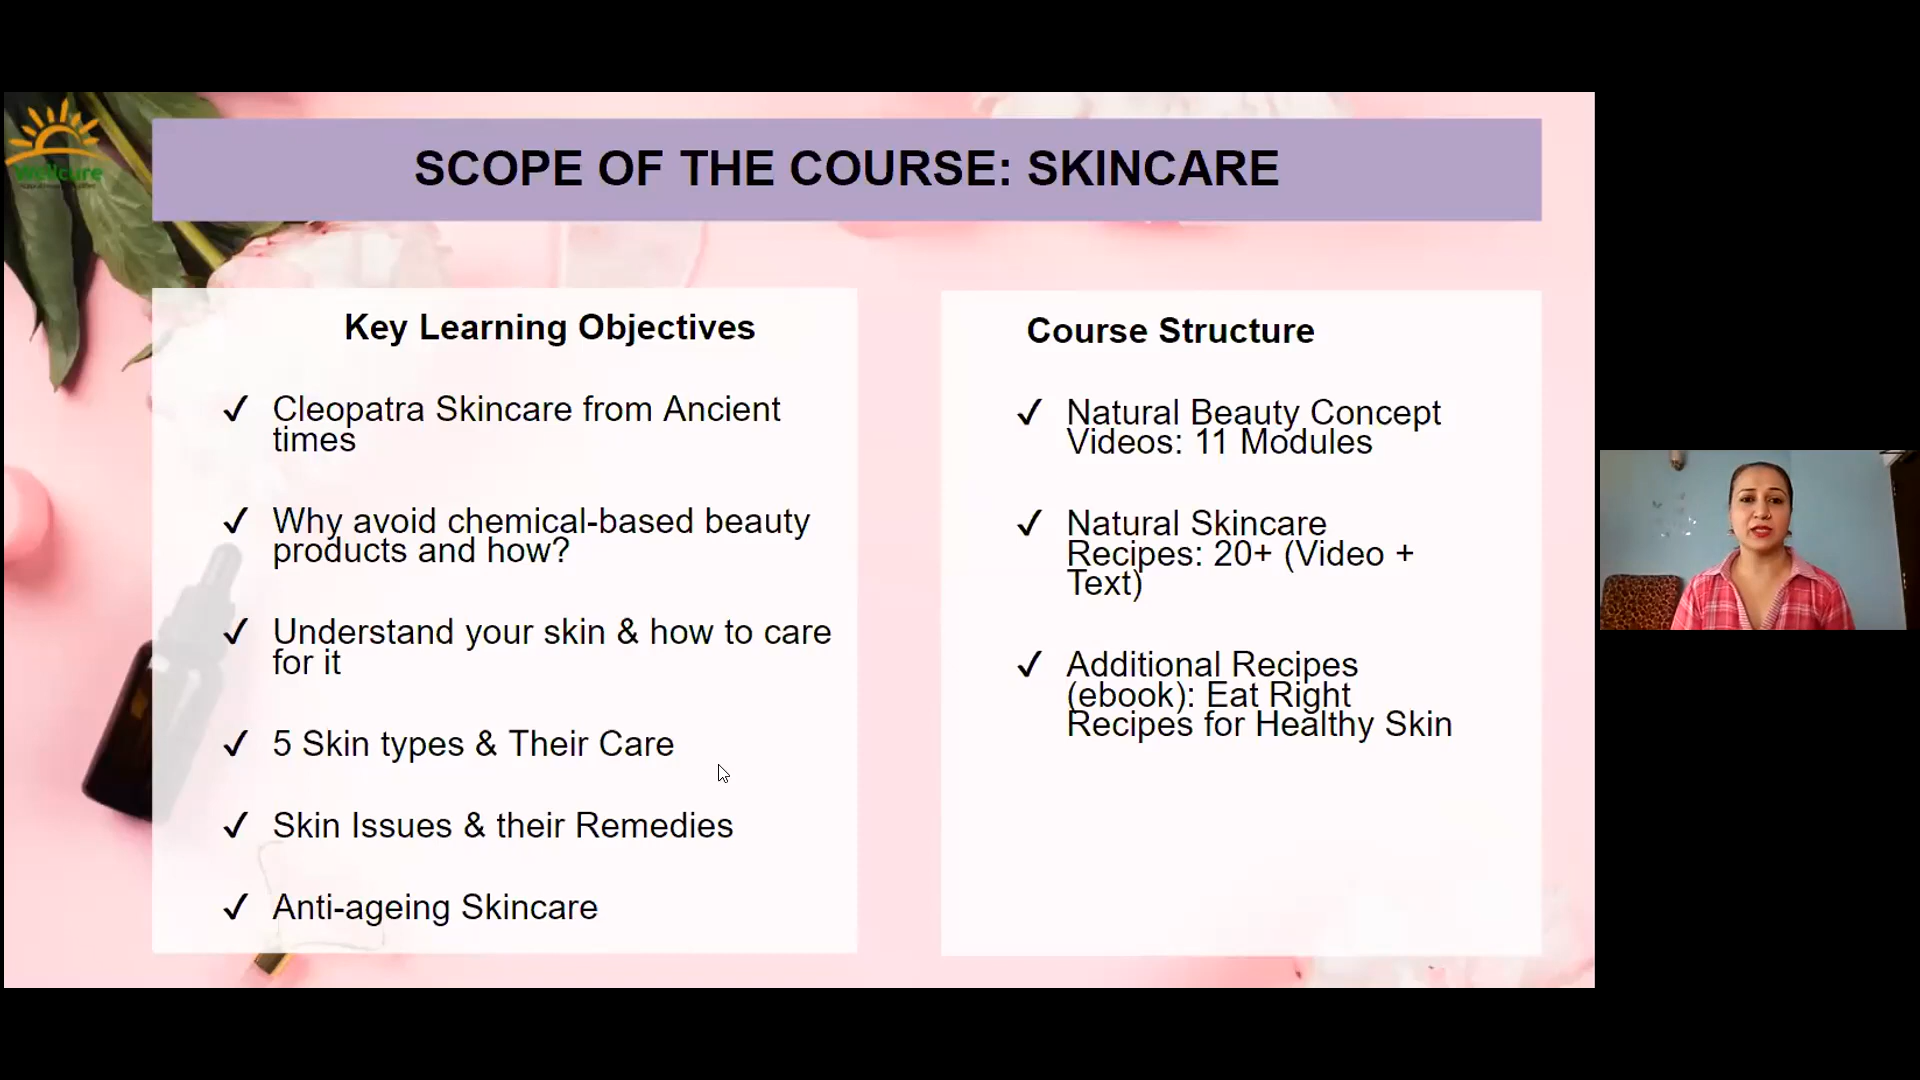 Wellcure
SCOPE OF THE COURSE: SKINCARE
Key Learning Objectives
✓ Cleopatra Skincare from Ancient
times
✓ Why avoid chemical-based beauty
products and how?
✓ Understand your skin & how to care
for it
✓ 5 Skin types & Their Care
✓ Skin Issues & their Remedies
✓ Anti-ageing Skincare
Course Structure
✓ Natural Beauty Concept
Videos: 11 Modules
✓ Natural Skincare
Recipes: 20+ (Video +
Text)
✓ Additional Recipes
(ebook): Eat Right
Recipes for Healthy Skin